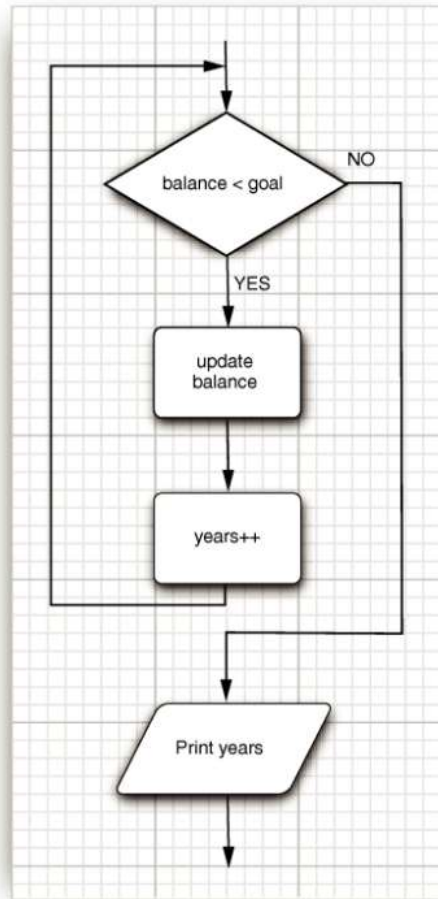 balance < goal
NO
YES
update
balance
years++
Print years